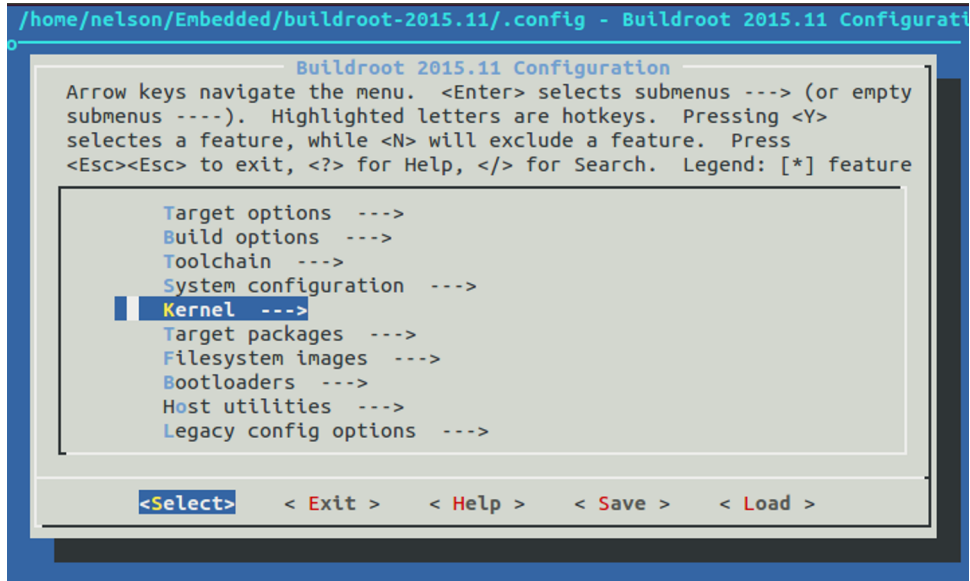 /home/nelson/Embedded/buildroot-2015.11/.config - Buildroot 2015.11 Configurati
o
Buildroot 2015.11 Configuration
Arrow keys navigate the menu.  <Enter> selects submenus ---> (or empty
submenus ----).  Highlighted letters are hotkeys.  Pressing <Y>
selectes a feature, while <N> will exclude a feature.  Press
<Esc><Esc> to exit, <?> for Help, </> for Search.  Legend: [*] feature
Target options  --->
Build options  --->
Toolchain  --->
System configuration  --->
Kernel  --->
Target packages  --->
Filesystem images  --->
Bootloaders  --->
Host utilities  --->
Legacy config options  --->
<Select>    < Exit >    < Help >    < Save >    < Load >